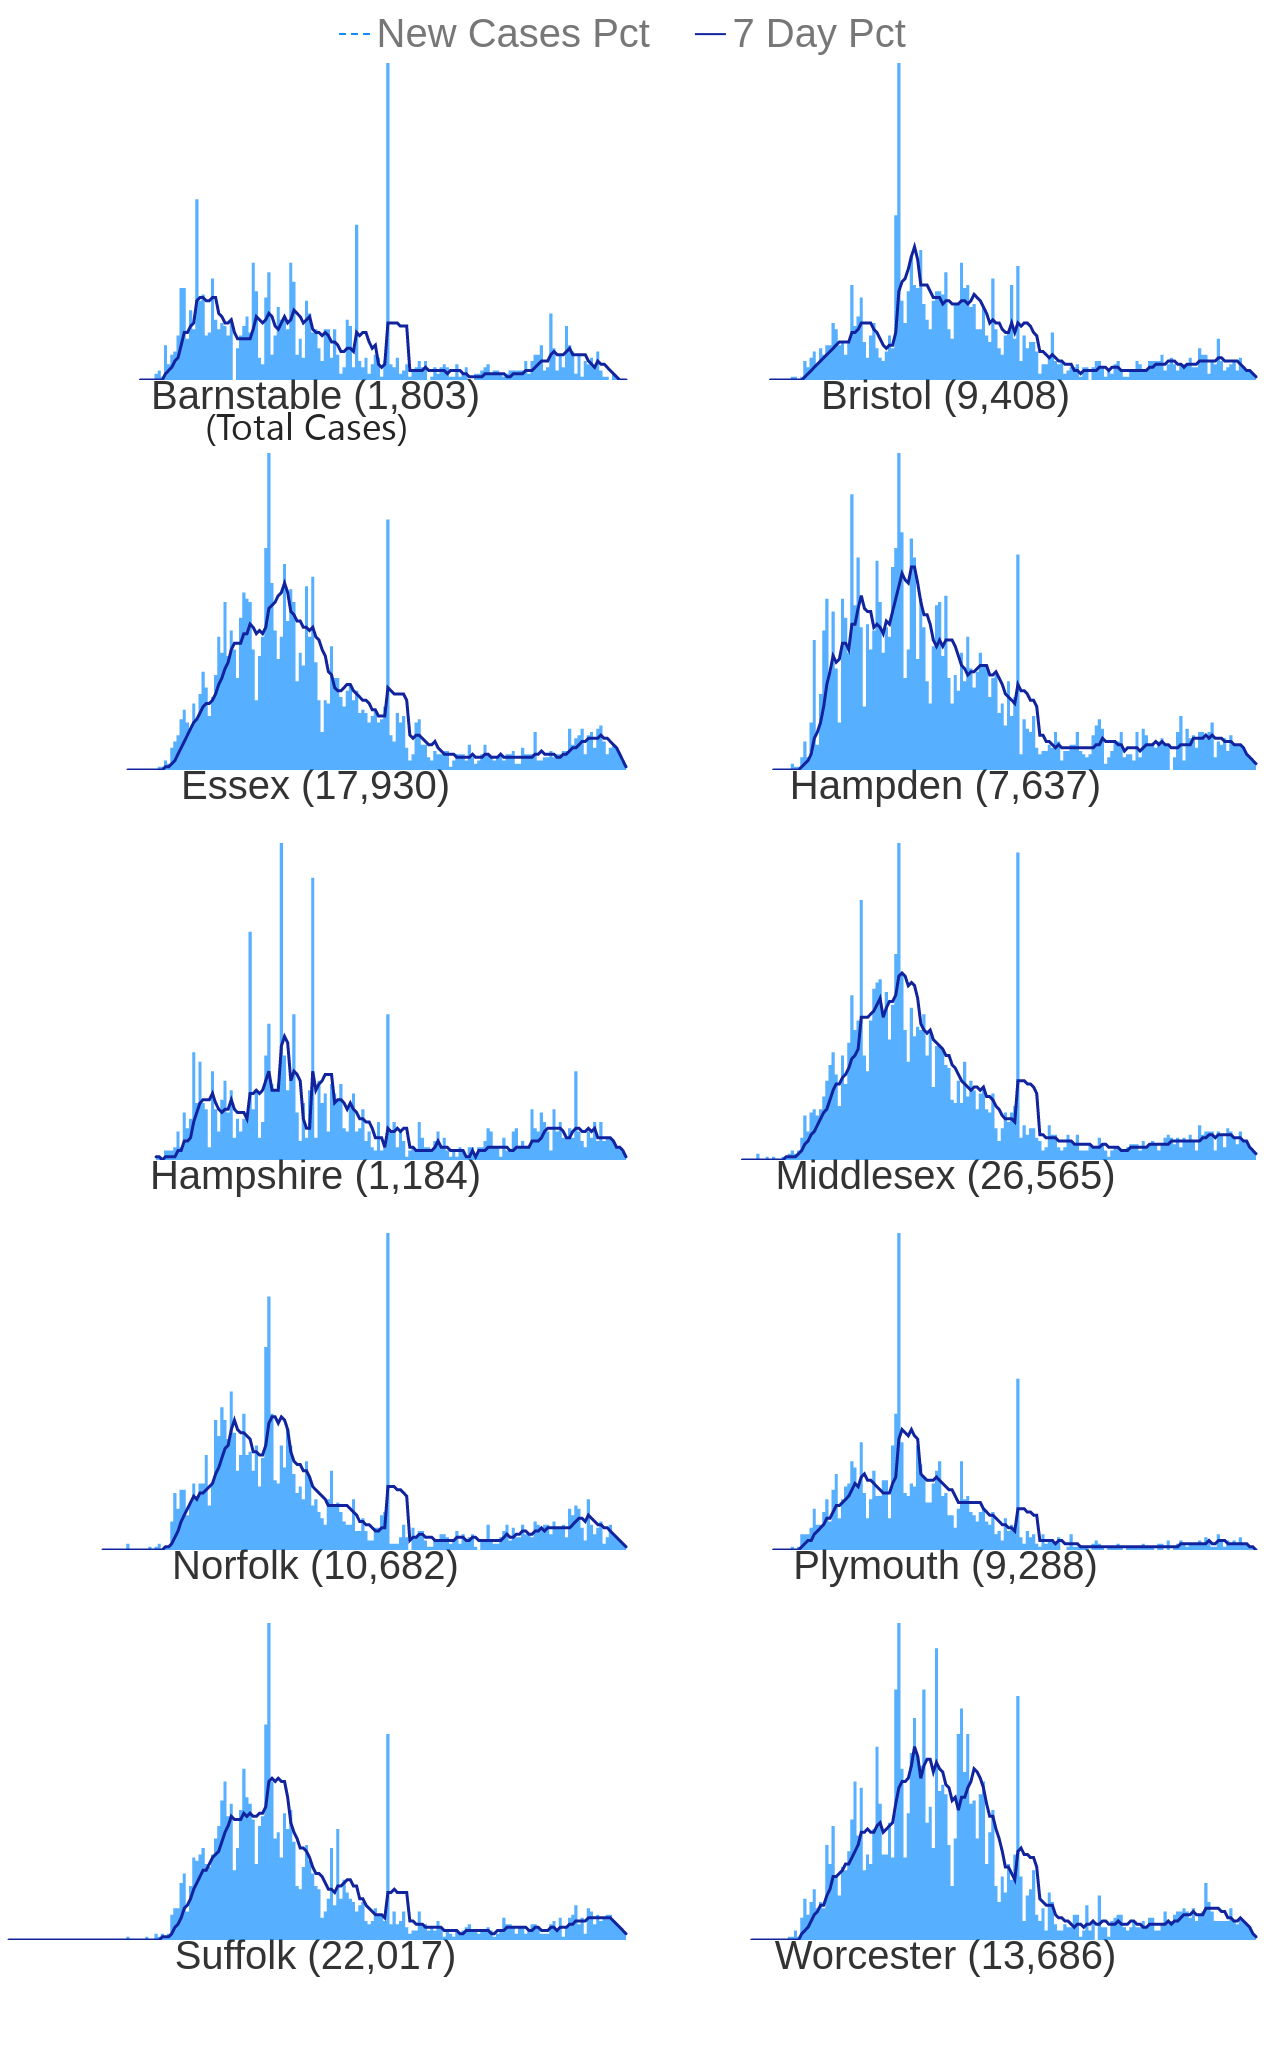 New Cases Pct 7 Day Pct
Barnstable (1,803) Bristol (9,408)
(Total Cases)
Essex (17,930) Hampden (7,637)
Hampshire (1,184) Middlesex (26,565)
Norfolk (10,682) Plymouth (9,288)
Suffolk (22,017) Worcester (13,686)